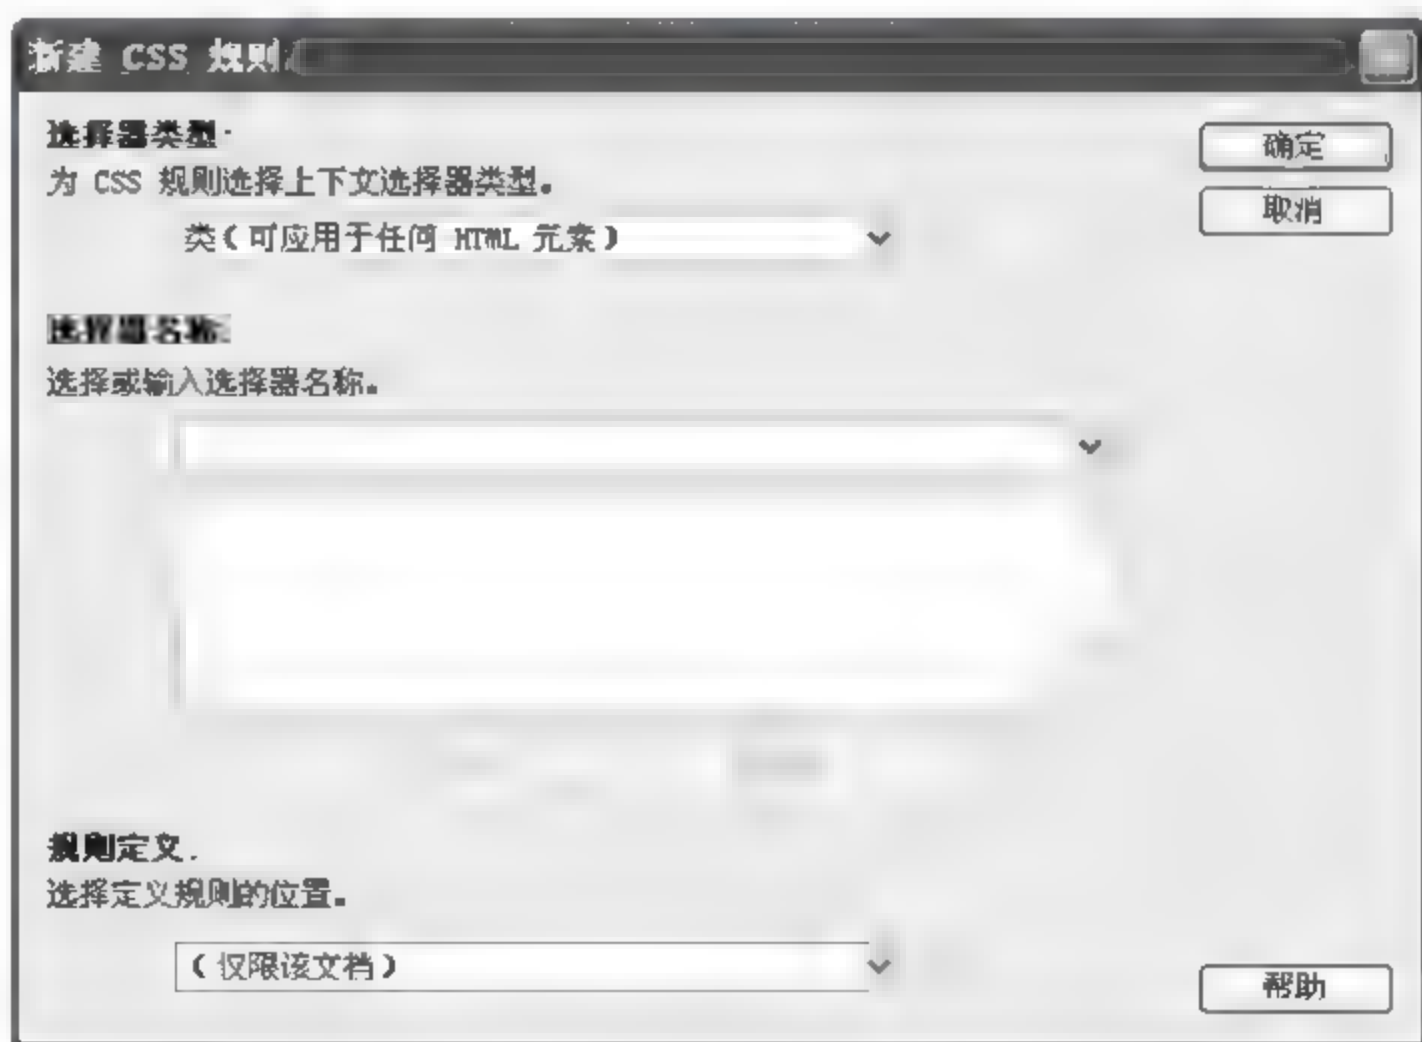 新建 CSS 规则
选择器类型:
为 CSS 规则选择上下文选择器类型。
类(可应用于任何 HTML 元素)
选择器名称:
选择或输入选择器名称。
规则定义:
选择定义规则的位置。
(仅限该文档)
确定
取消
帮助